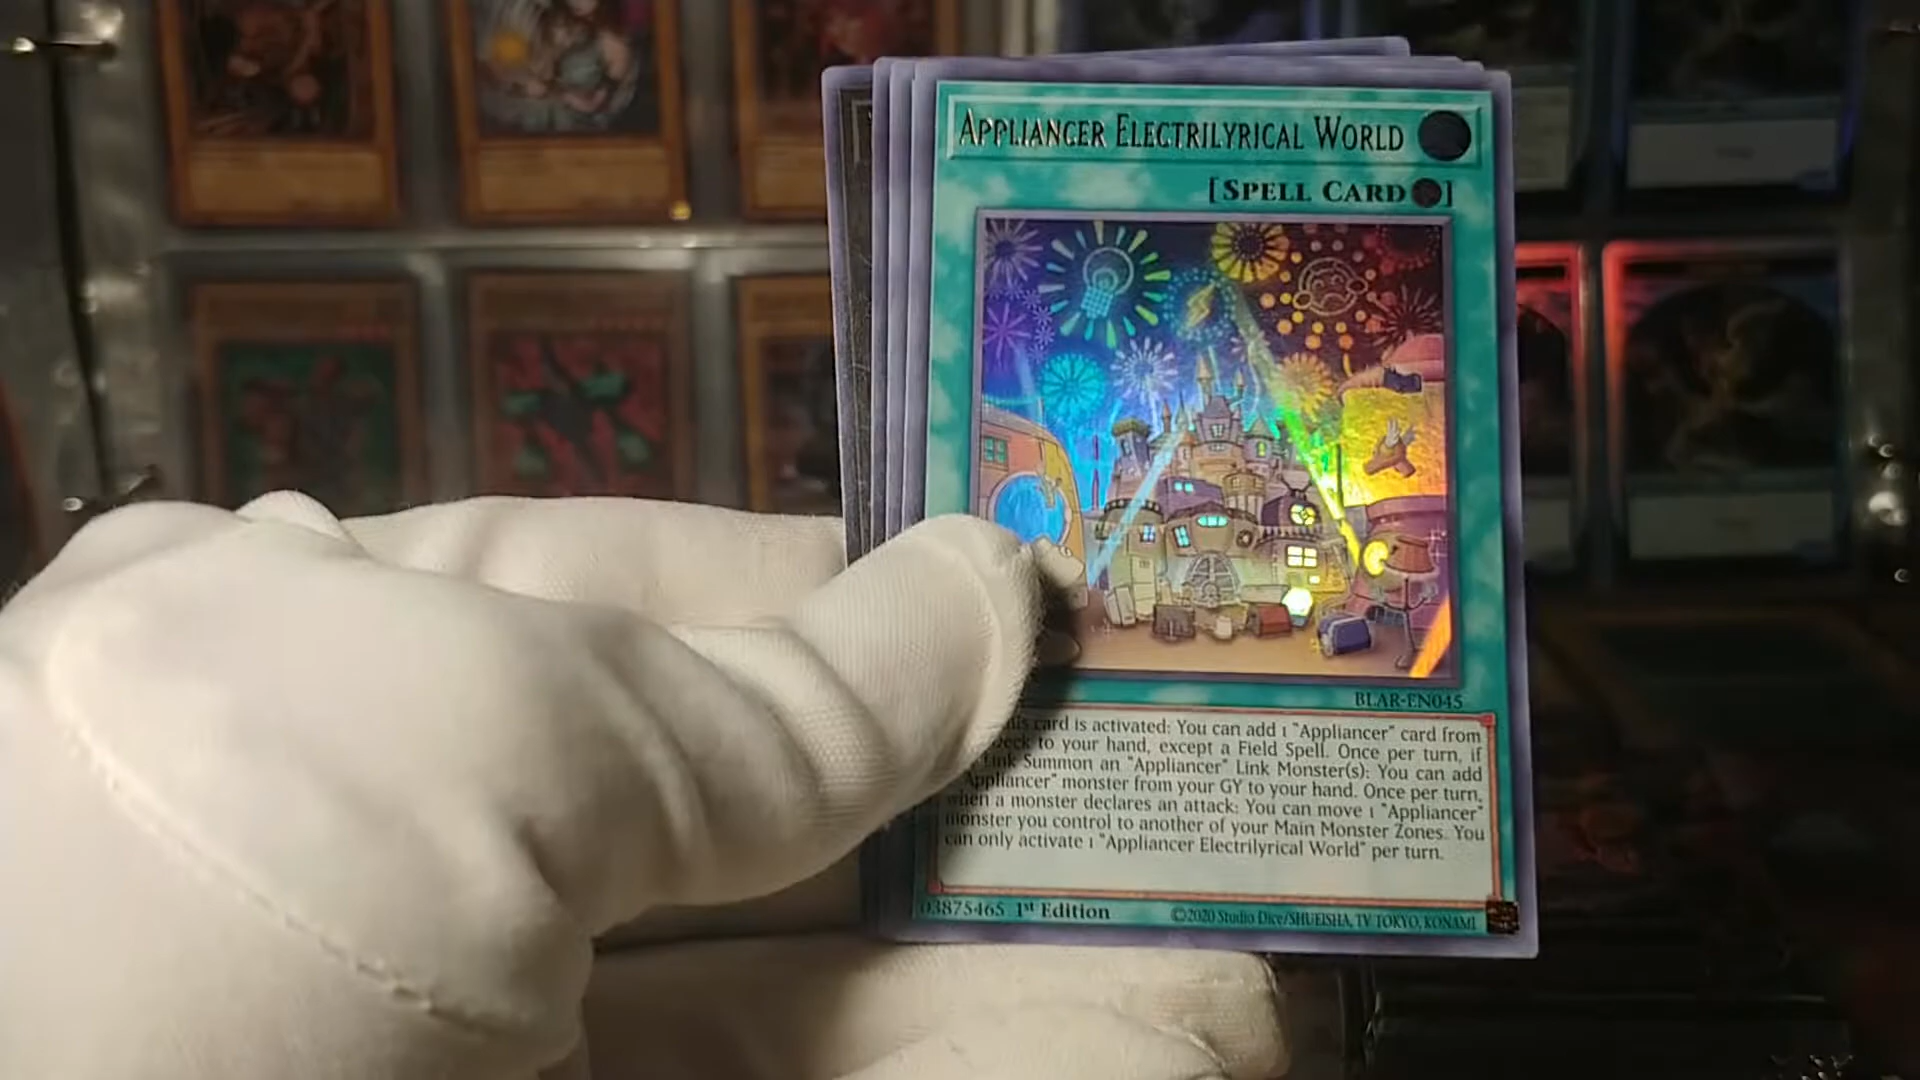 APPLIANCER ELECTRILYRICAL WORLD
[SPELL CARD]
BLAR-EN045
card is activated: You can add 1 "Appliancer" card from
to your hand, except a Field Spell. Once per turn, if
Link Summon an "Appliancer" Link Monster(s): You can add
"Appliancer" monster from your GY to your hand. Once per turn,
when a monster declares an attack: You can move 1 "Appliancer"
monster you control to another of your Main Monster Zones. You
can only activate 1 "Appliancer Electrilyrical World" per turn.
03875465 1st Edition
©2020 Studio Dice/SHUEISHA, TV TOKYO, KONAMI